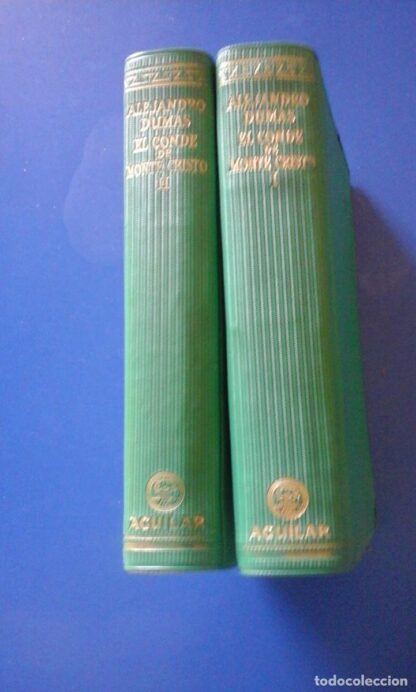 ALEJANDRO
DUMAS
EL CONDE
DE
MONTE CRISTO
II
AGUILAR
ALEJANDRO
DUMAS
EL CONDE
DE
MONTE CRISTO
I
AGUILAR
todocoleccion